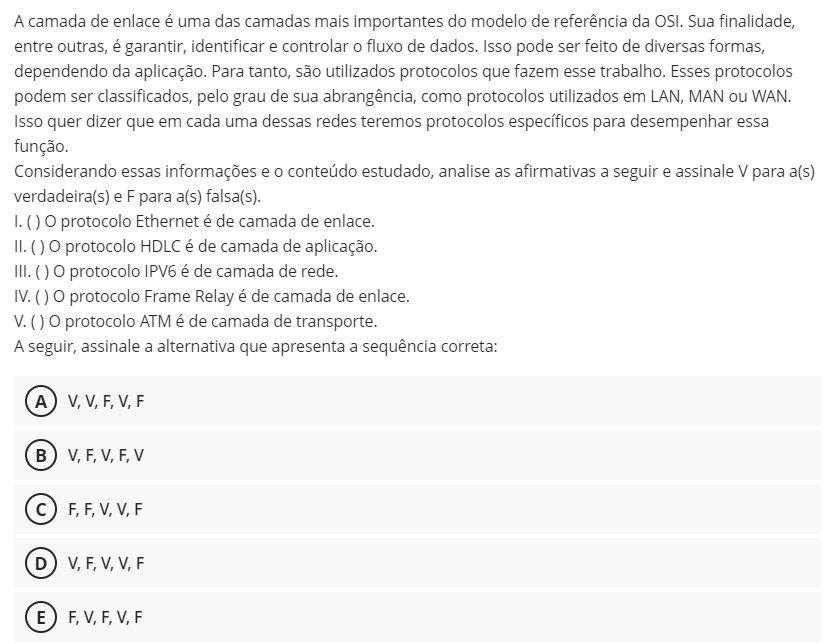 A camada de enlace é uma das camadas mais importantes do modelo de referência da OSI. Sua finalidade,
entre outras, é garantir, identificar e controlar o fluxo de dados. Isso pode ser feito de diversas formas,
dependendo da aplicação. Para tanto, são utilizados protocolos que fazem esse trabalho. Esses protocolos
podem ser classificados, pelo grau de sua abrangência, como protocolos utilizados em LAN, MAN ou WAN.
Isso quer dizer que em cada uma dessas redes teremos protocolos específicos para desempenhar essa
função.
Considerando essas informações e o conteúdo estudado, analise as afirmativas a seguir e assinale V para a(s)
verdadeira(s) e F para a(s) falsa(s).
I. ( ) O protocolo Ethernet é de camada de enlace.
II. ( ) O protocolo HDLC é de camada de aplicação.
III. ( ) O protocolo IPV6 é de camada de rede.
IV. ( ) O protocolo Frame Relay é de camada de enlace.
V. ( ) O protocolo ATM é de camada de transporte.
A seguir, assinale a alternativa que apresenta a sequência correta:
A V, V, F, V, F
B V, F, V, F, V
C F, F, V, V, F
D V, F, V, V, F
E F, V, F, V, F